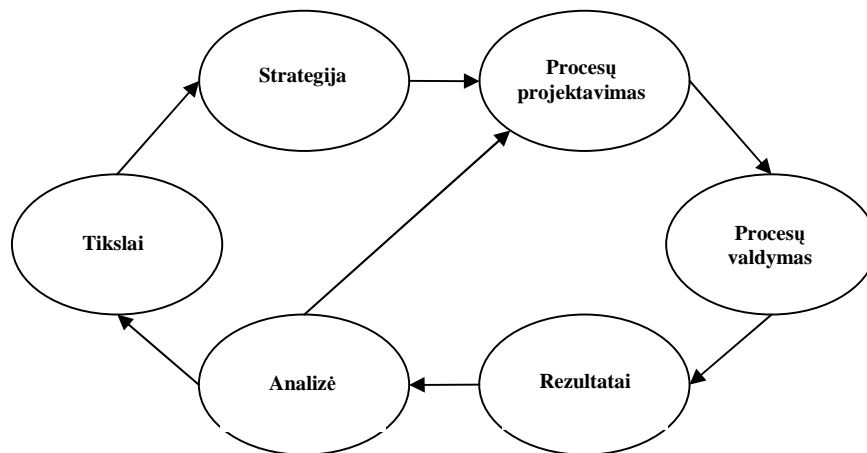 Strategija
Procesų
projektavimas
Tikslai
Procesų
valdymas
Analizė
Rezultatai